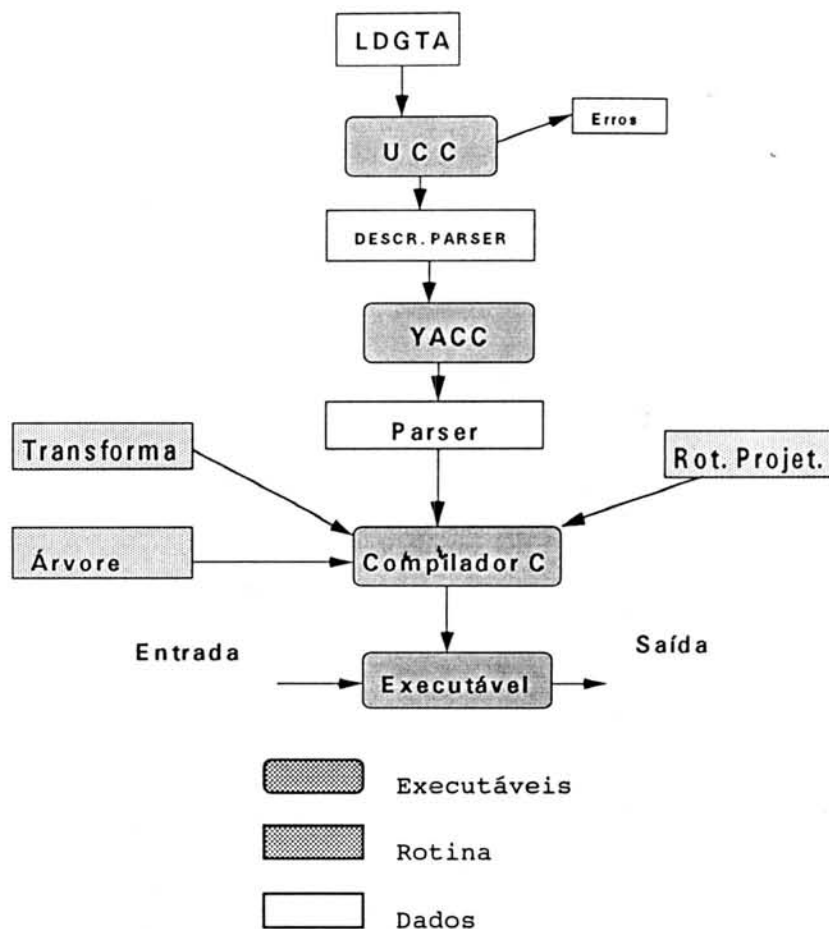 LDGTA
Erros
UCC
DESCR. PARSER
YACC
Parser
Transforma
Rot. Projet.
Árvore
Compilador C
Entrada
Saída
Executável
Executáveis
Rotina
Dados